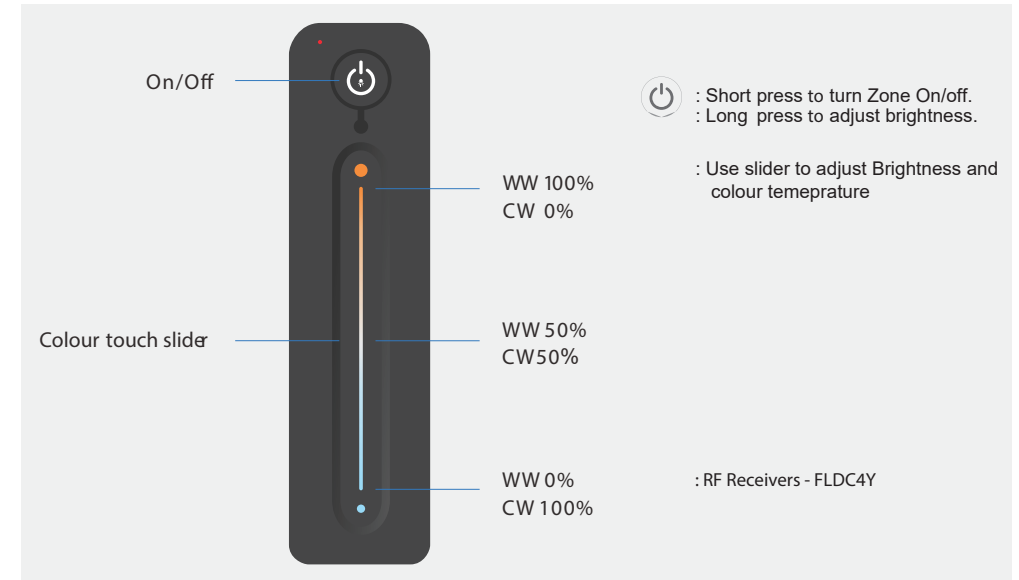 On/Off
: Short press to turn Zone On/off.
: Long press to adjust brightness.
: Use slider to adjust Brightness and
colour temeprature
WW 100%
CW 0%
Colour touch slider
WW 50%
CW50%
WW 0%
CW 100%
: RF Receivers - FLDC4Y